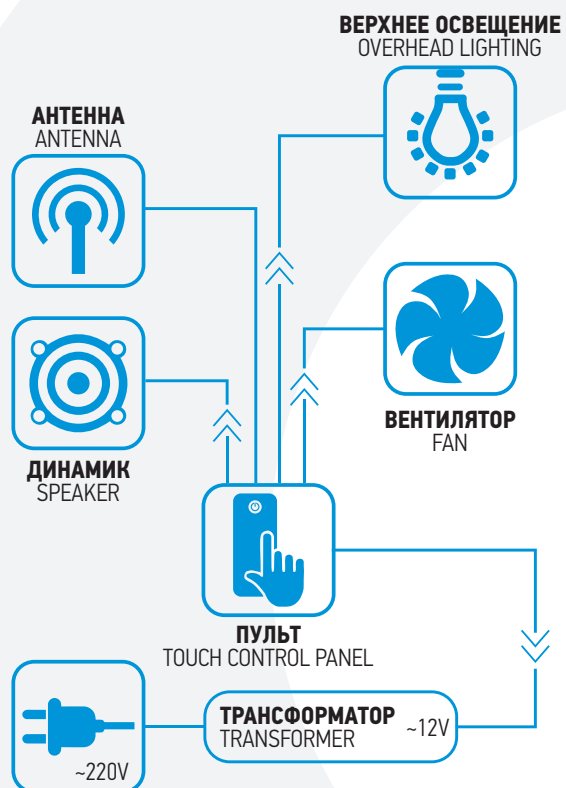 ВЕРХНЕЕ ОСВЕЩЕНИЕ
OVERHEAD LIGHTING
АНТЕННА
ANTENNA
ВЕНТИЛЯТОР
FAN
ДИНАМИК
SPEAKER
ПУЛЬТ
TOUCH CONTROL PANEL
ТРАНСФОРМАТОР
TRANSFORMER
~12V
~220V